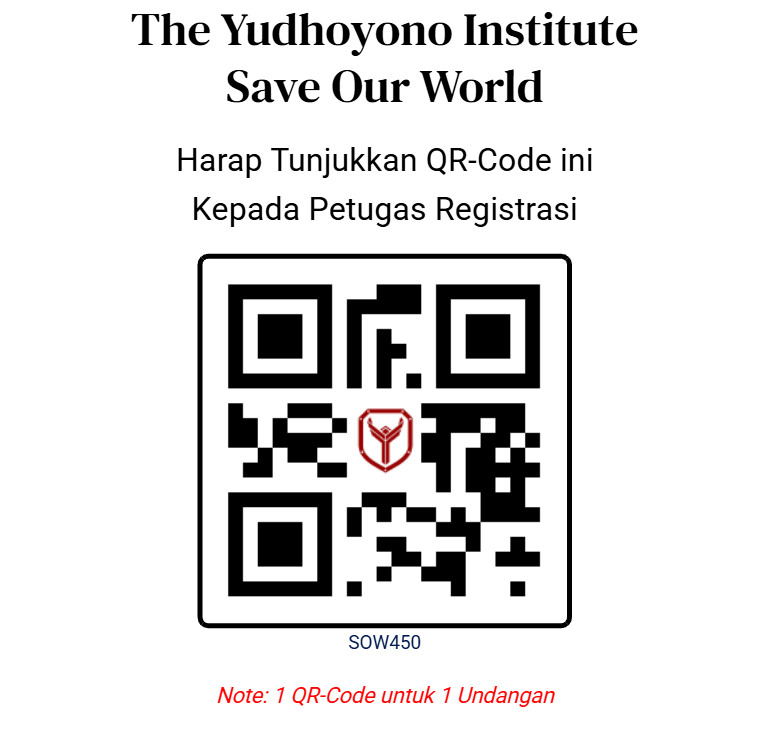 The Yudhoyono Institute
Save Our World
Harap Tunjukkan QR-Code ini
Kepada Petugas Registrasi
SOW450
Note: 1 QR-Code untuk 1 Undangan